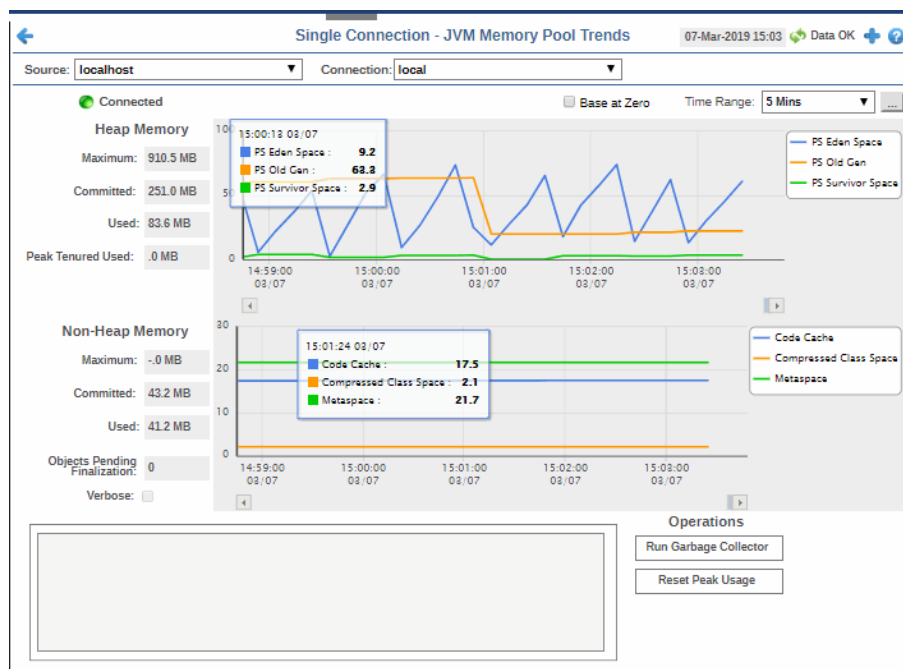 Single Connection - JVM Memory Pool Trends
07-Mar-2019 15:03 Data OK
Source: localhost Connection: local
Connected Base at Zero Time Range: 5 Mins ...
Heap Memory
Maximum: 910.5 MB
Committed: 251.0 MB
Used: 83.6 MB
Peak Tenured Used: .0 MB
100
50
0
15:00:13 03/07
PS Eden Space : 9.2
PS Old Gen : 63.3
PS Survivor Space : 2.9
PS Eden Space
PS Old Gen
PS Survivor Space
14:59:00 15:00:00 15:01:00 15:02:00 15:03:00
03/07 03/07 03/07 03/07 03/07
Non-Heap Memory
Maximum: -.0 MB
Committed: 43.2 MB
Used: 41.2 MB
Objects Pending
Finalization: 0
Verbose:
30
20
10
0
15:01:24 03/07
Code Cache : 17.5
Compressed Class Space : 2.1
Metaspace : 21.7
Code Cache
Compressed Class Space
Metaspace
14:59:00 15:00:00 15:01:00 15:02:00 15:03:00
03/07 03/07 03/07 03/07 03/07
Operations
Run Garbage Collector
Reset Peak Usage